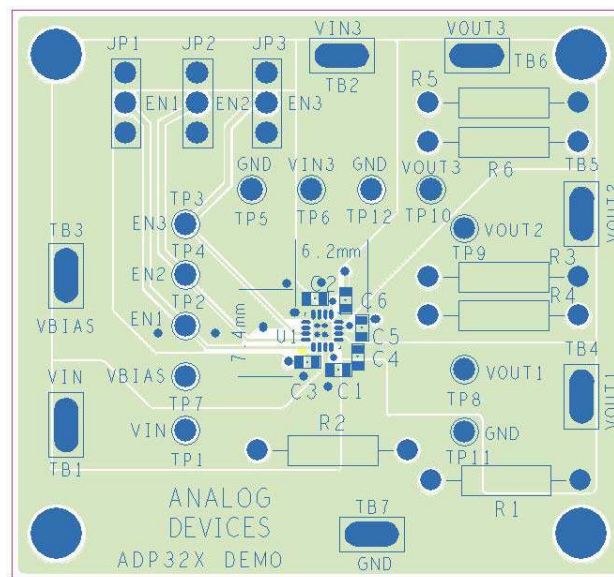 JP1 JP2 JP3 VIN3 VOUT3
TB2 TB6
EN1 EN2 EN3 R5
GND VIN3 GND VOUT3 R6 TB5
TP3 TP5 TP6 TP12 TP10
EN3 VOUT2 VOUT2
TB3 TP4 6.2mm TP9 R3
EN2 C2
TP2 C6 R4
VBIAS EN1 U1 7.4mm C5
C4 TB4
VIN VBIAS C3 C1 VOUT1 VOUT1
TP7 TP8
VIN R2 GND
TB1 TP1 TP11
ANALOG TB7 R1
DEVICES
ADP32X DEMO GND